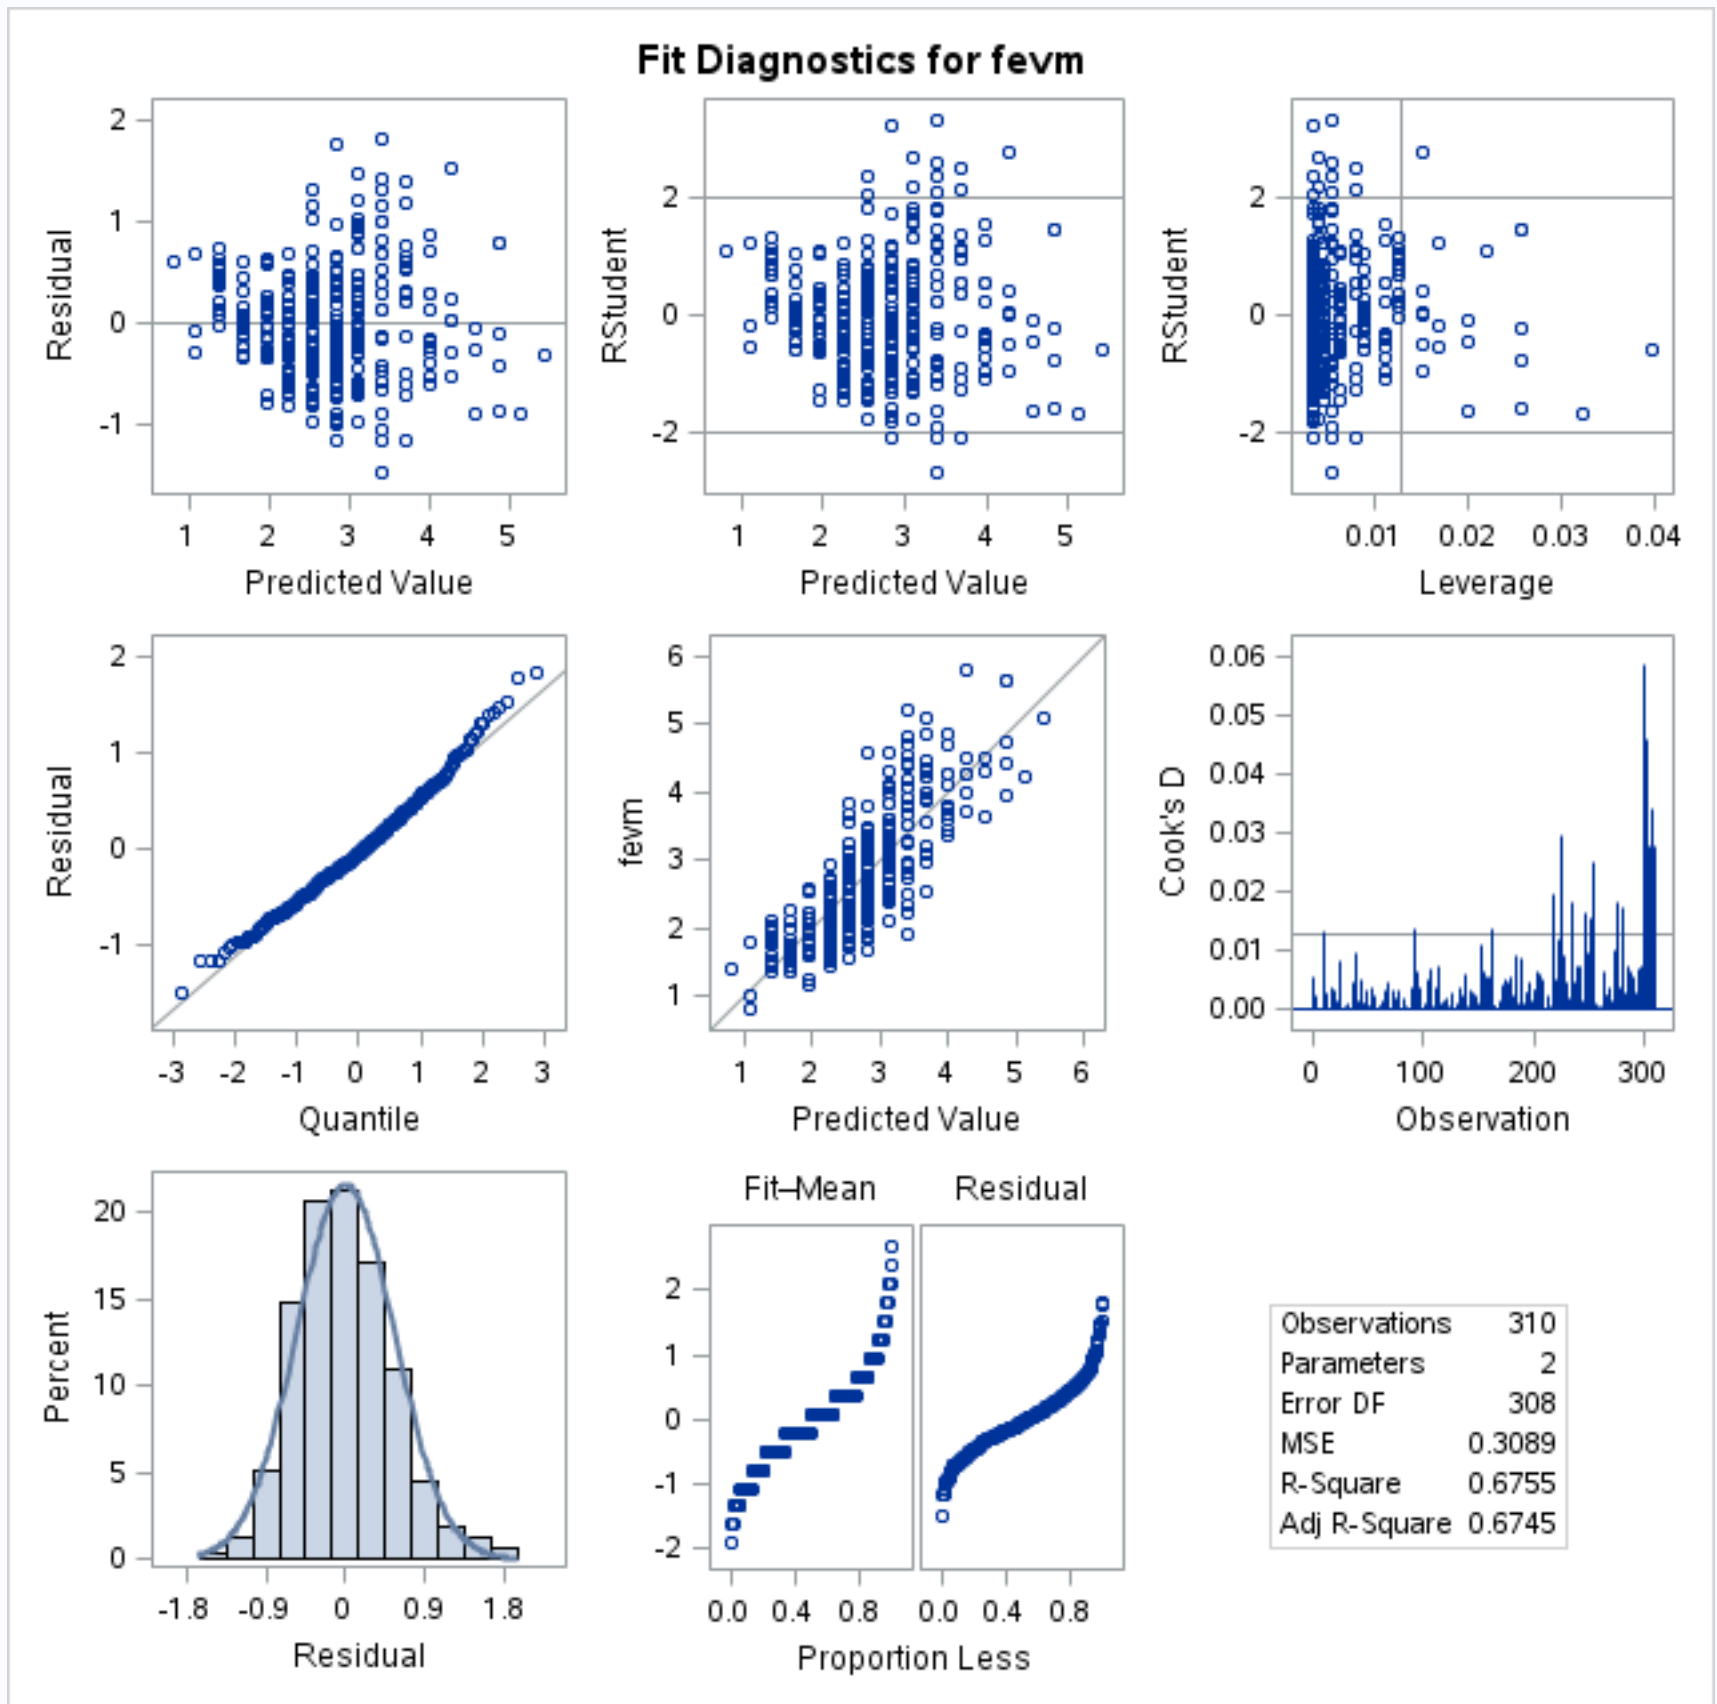 Fit Diagnostics for fevm
2
1
0
-1
Residual
1 2 3 4 5
Predicted Value
2
0
-2
RStudent
1 2 3 4 5
Predicted Value
2
0
-2
RStudent
0.01 0.02 0.03 0.04
Leverage
2
1
0
-1
Residual
-3 -2 -1 0 1 2 3
Quantile
6
5
4
3
2
1
fevm
1 2 3 4 5 6
Predicted Value
0.06
0.05
0.04
0.03
0.02
0.01
0.00
Cook's D
0 100 200 300
Observation
20
15
10
5
0
Percent
-1.8 -0.9 0 0.9 1.8
Residual
Fit–Mean Residual
2
1
0
-1
-2
0.0 0.4 0.8 0.0 0.4 0.8
Proportion Less
Observations 310
Parameters 2
Error DF 308
MSE 0.3089
R-Square 0.6755
Adj R-Square 0.6745